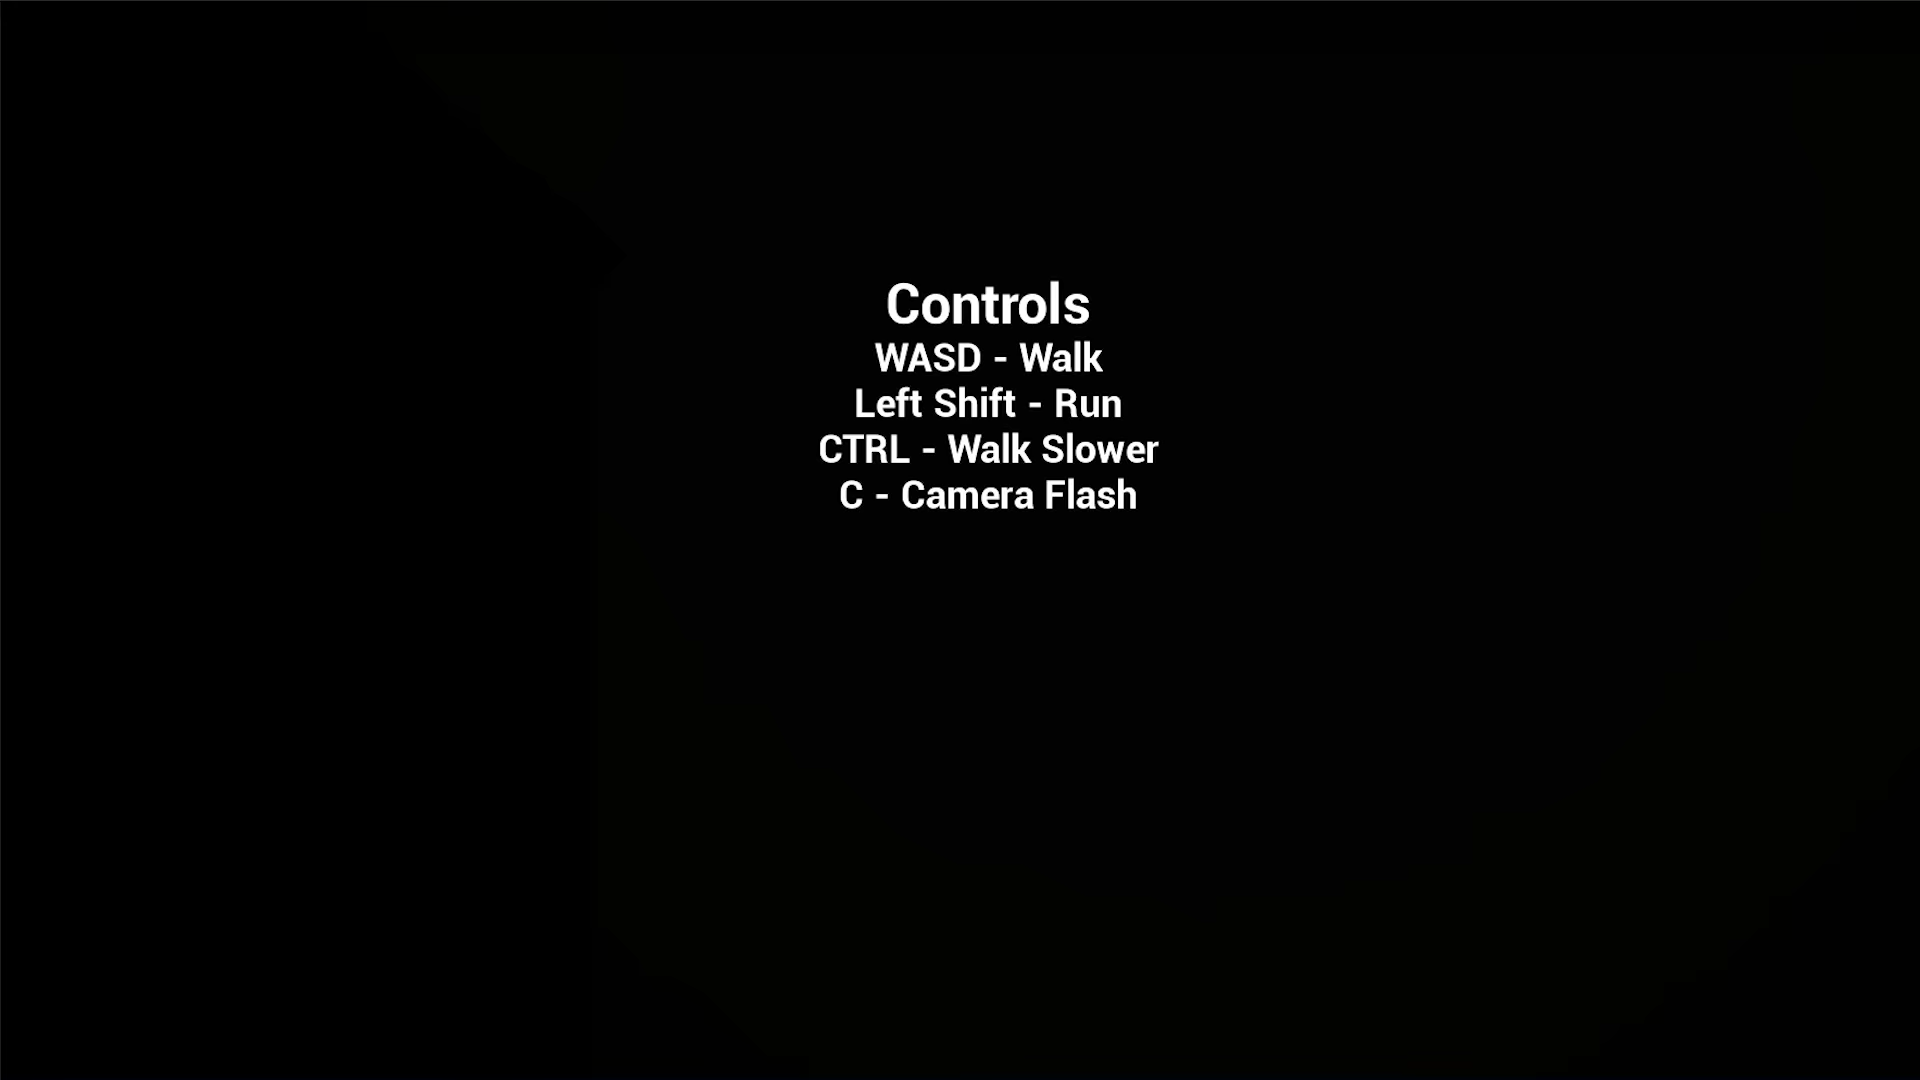 Controls
WASD - Walk
Left Shift - Run
CTRL - Walk Slower
C - Camera Flash